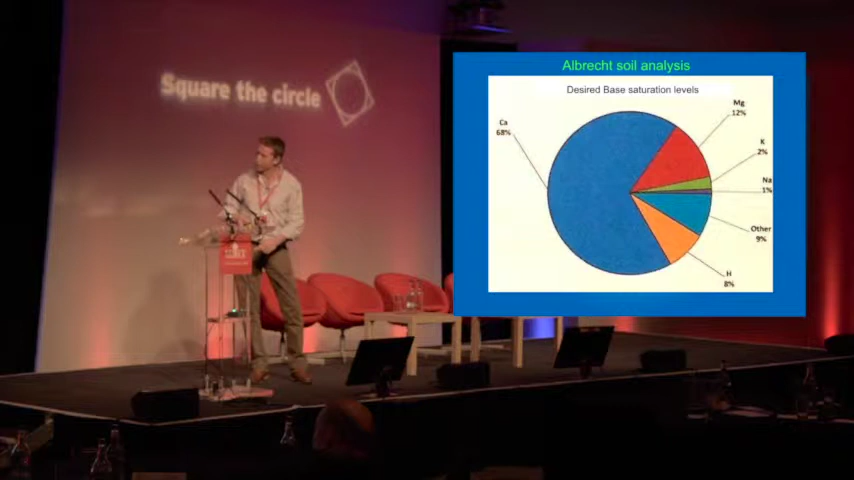 Square the circle
Albrecht soil analysis
Desired Base saturation levels
Mg
12%
Ca
68%
K
2%
Na
1%
Other
9%
H
8%